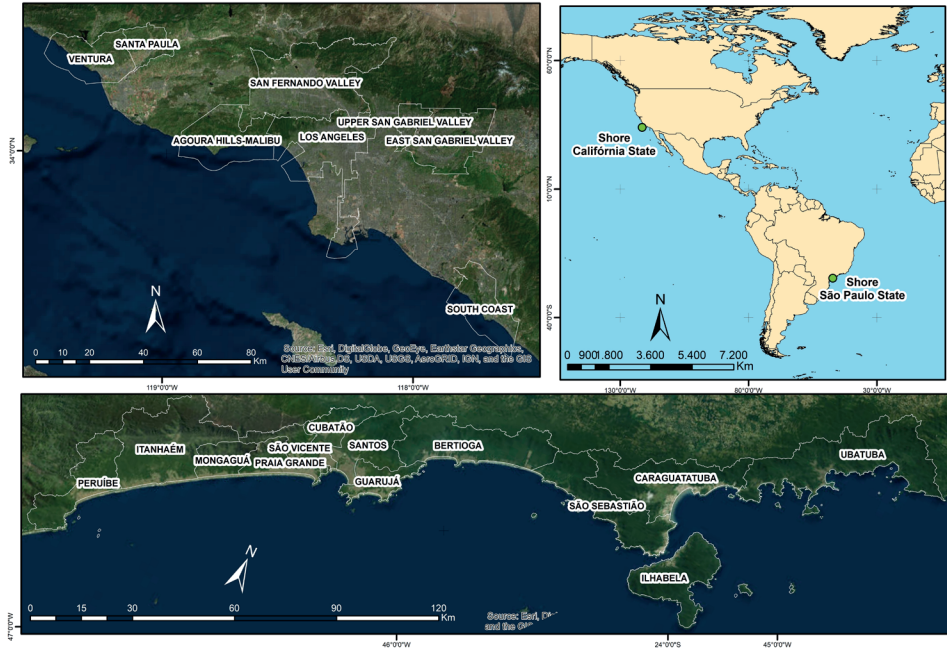 SANTA PAULA
VENTURA
SAN FERNANDO VALLEY
UPPER SAN GABRIEL VALLEY
AGOURA HILLS-MALIBU
LOS ANGELES
EAST SAN GABRIEL VALLEY
SOUTH COAST
34°0'0"N
N
0 10 20 40 60 80
Km
Source: Esri, DigitalGlobe, GeoEye, Earthstar Geographics,
CNES/Airbus DS, USDA, USGS, AeroGRID, IGN, and the GIS
User Community
119°0'0"W 118°0'0"W
60°0'0"N
10°0'0"N
40°0'0"S
Shore
Califórnia State
Shore
São Paulo State
N
0 900 1.800 3.600 5.400 7.200
Km
130°0'0"W 80°0'0"W 30°0'0"W
CUBATÃO
ITANHAÉM
SÃO VICENTE
SANTOS
BERTIOGA
UBATUBA
MONGAGUÁ
PRAIA GRANDE
PERUÍBE
GUARUJÁ
CARAGUATATUBA
SÃO SEBASTIÃO
ILHABELA
N
0 15 30 60 90 120
Km
Source: Esri,
and the
47°0'0"W
46°0'0"W 24°0'0"S 45°0'0"W